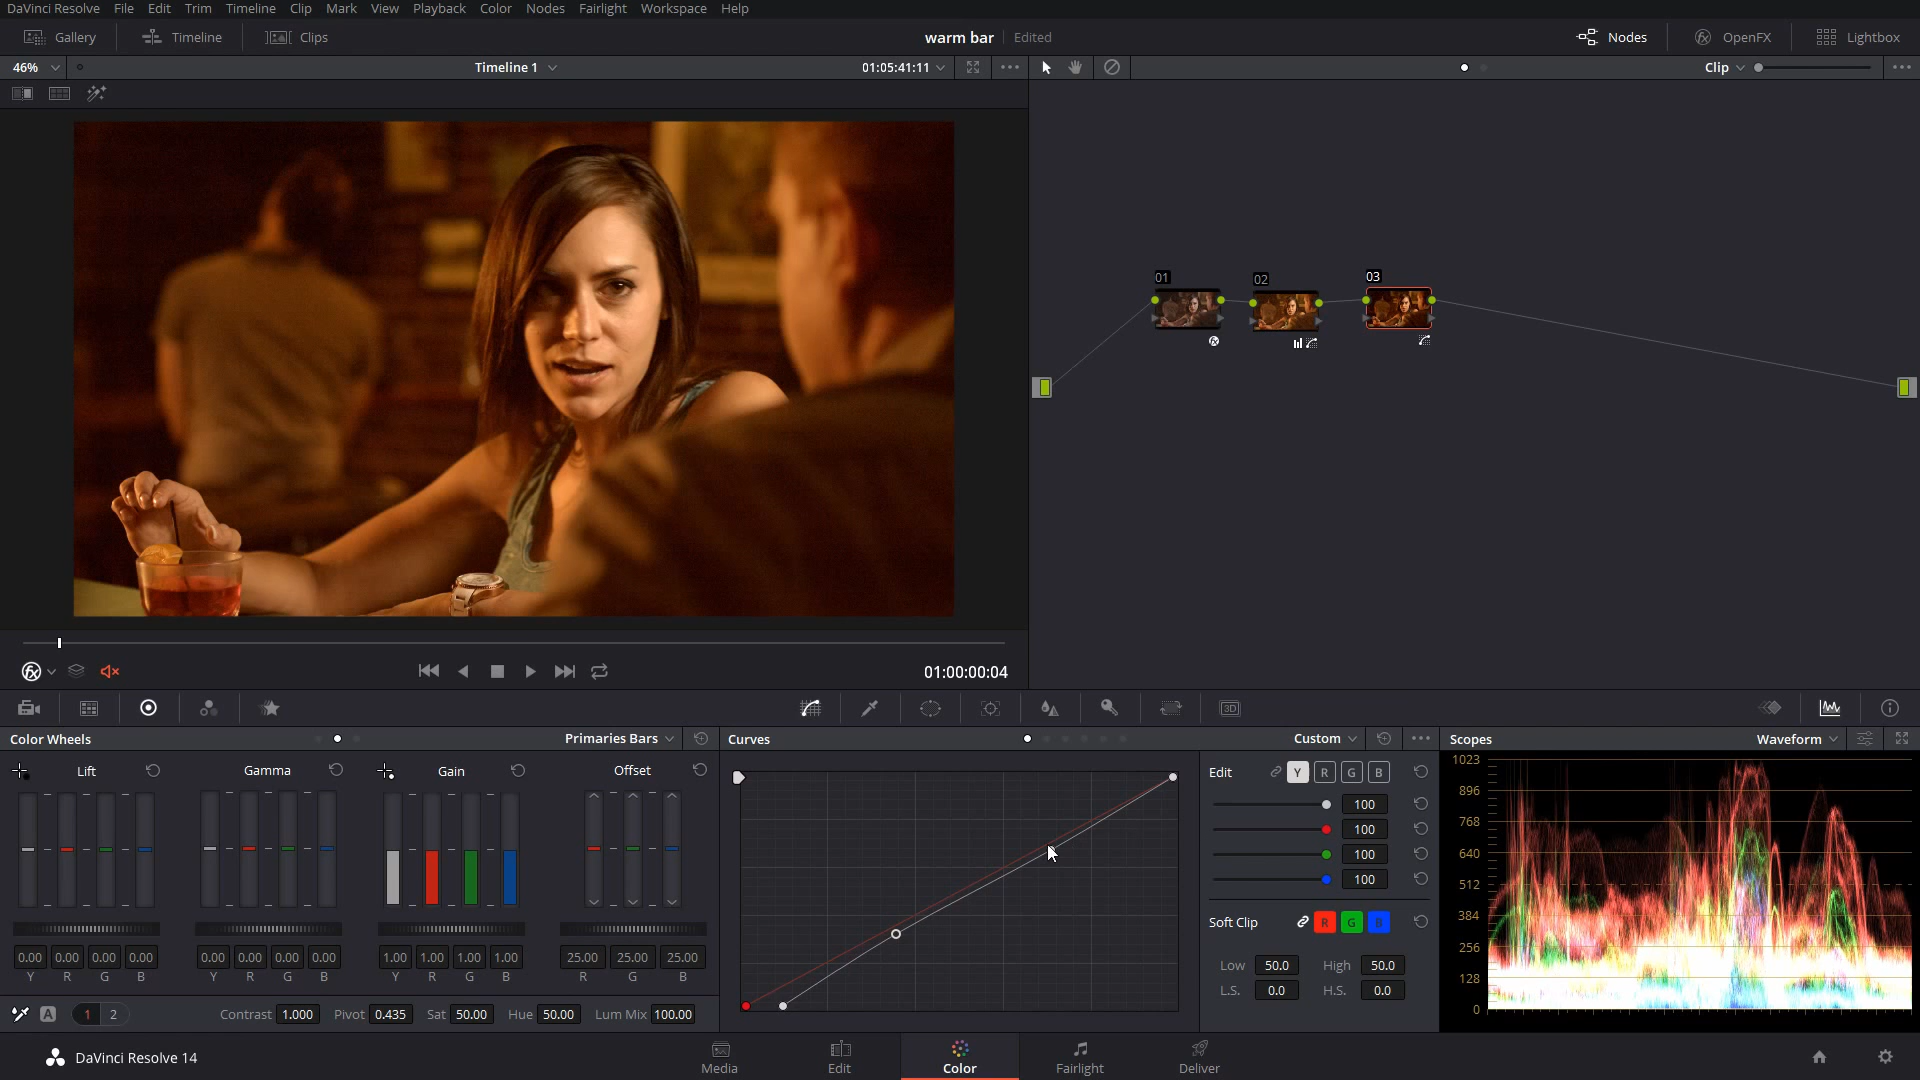 DaVinci Resolve File Edit Trim Timeline Clip Mark View Playback Color Nodes Fairlight Workspace Help
Gallery Timeline Clips warm bar Edited Nodes OpenFX Lightbox
46% Timeline 1 01:05:41:11 Clip
01 02 03
01:00:00:04
3D
Color Wheels Primaries Bars Curves Custom Scopes Waveform
Lift Gamma Gain Offset
0.00 0.00 0.00 0.00 0.00 0.00 0.00 0.00 1.00 1.00 1.00 1.00 25.00 25.00 25.00
Y R G B Y R G B Y R G B R G B
A 1 2 Contrast 1.000 Pivot 0.435 Sat 50.00 Hue 50.00 Lum Mix 100.00
Edit Y R G B
100
100
100
100
Soft Clip R G B
Low 50.0 High 50.0
L.S. 0.0 H.S. 0.0
1023
896
768
640
512
384
256
128
0
DaVinci Resolve 14 Media Edit Color Fairlight Deliver